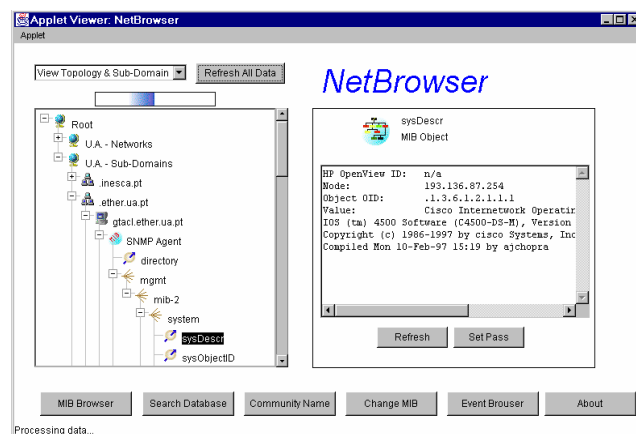 Applet Viewer: NetBrowser
Applet
View Topology & Sub-Domain
Refresh All Data
NetBrowser
Root
U.A. - Networks
U.A. - Sub-Domains
.inesca.pt
.ether.ua.pt
gtacl.ether.ua.pt
SNMP Agent
directory
mgmt
mib-2
system
sysDescr
sysObjectID
sysDescr
MIB Object
HP OpenView ID: n/a
Node: 193.136.87.254
Object OID: .1.3.6.1.2.1.1.1
Value: Cisco Internetwork Operatin
IOS (tm) 4500 Software (C4500-DS-M), Version
Copyright (c) 1986-1997 by cisco Systems, Inc
Compiled Mon 10-Feb-97 15:19 by ajchopra
Refresh
Set Pass
MIB Browser
Search Database
Community Name
Change MIB
Event Brouser
About
Processing data...